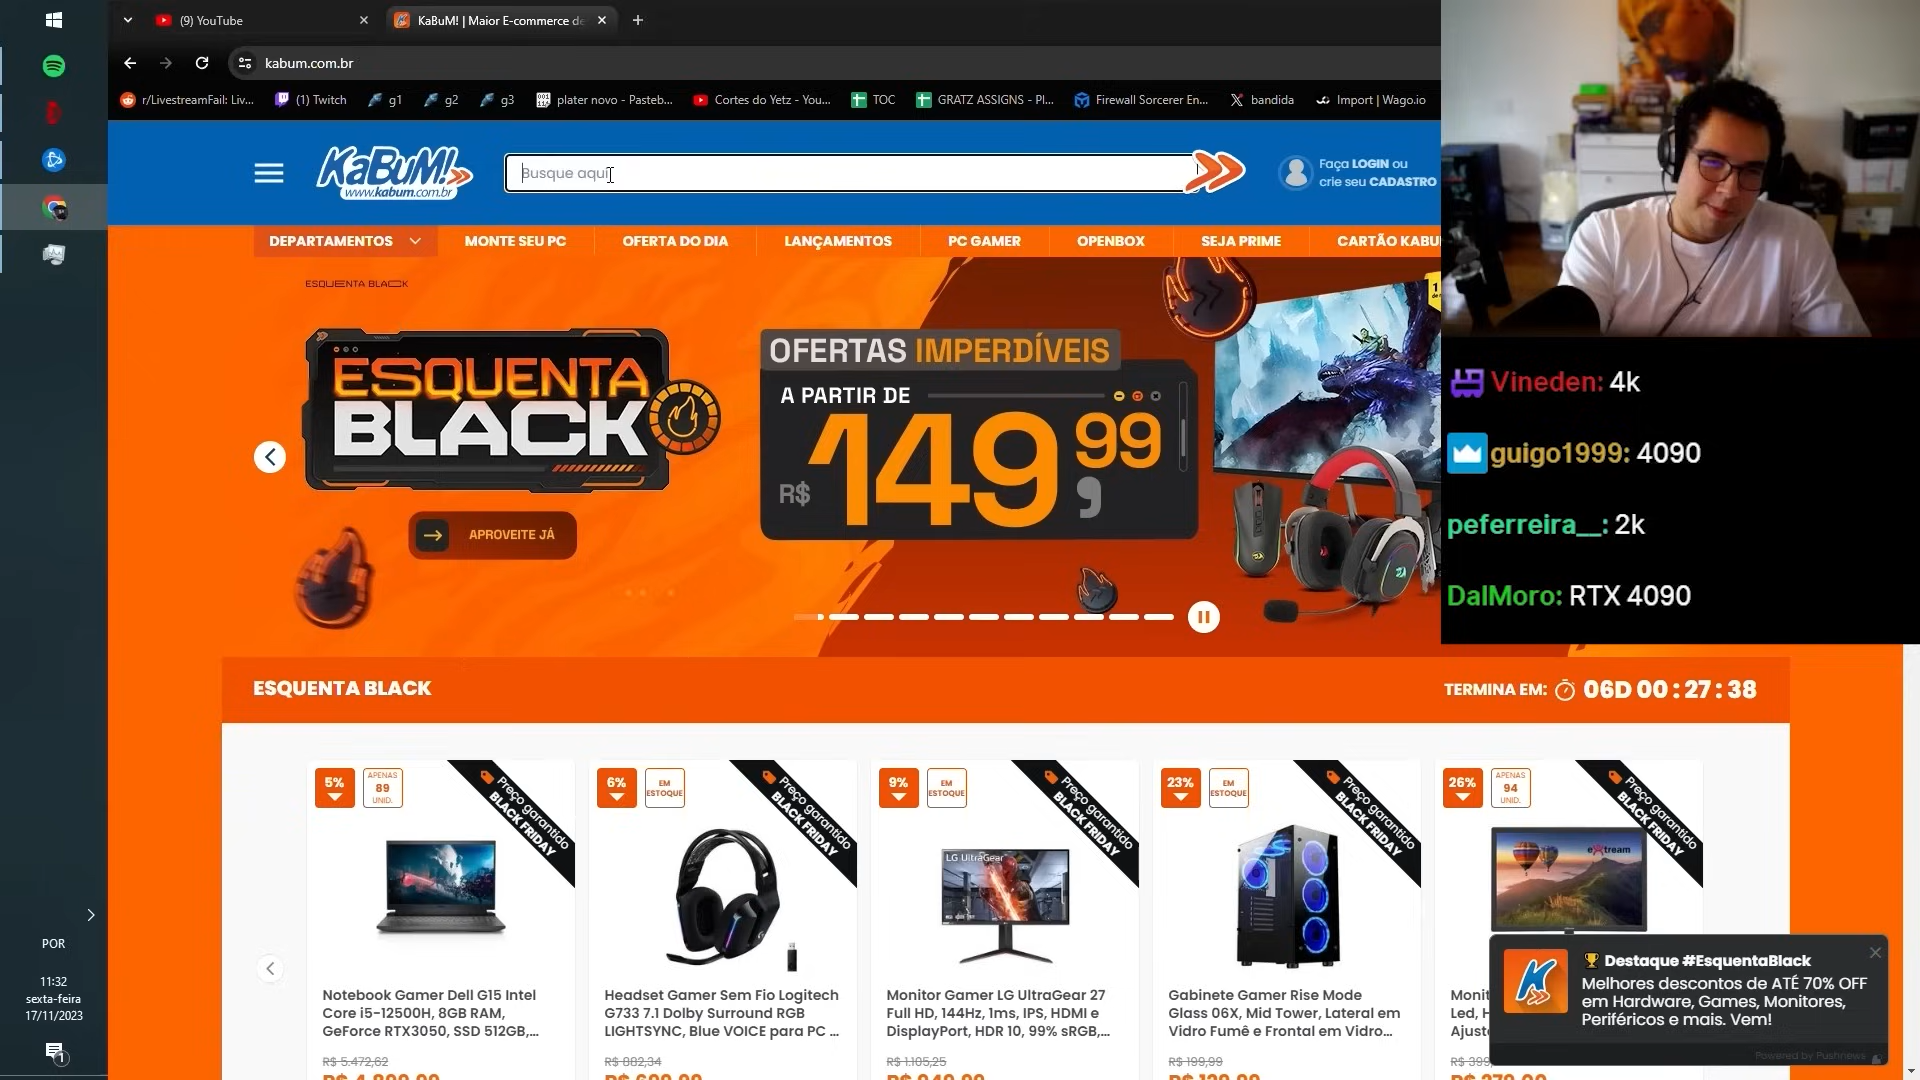 (9) YouTube
KaBuM! | Maior E-commerce de
kabum.com.br
r/LivestreamFail: Liv...
(1) Twitch
g1
g2
g3
plater novo - Pasteb...
Cortes do Yetz - You...
TOC
GRATZ ASSIGNS - Pl...
Firewall Sorcerer En...
bandida
Import | Wago.io
KaBuM!
www.kabum.com.br
Busque aqui
Faça LOGIN ou
crie seu CADASTRO
DEPARTAMENTOS
MONTE SEU PC
OFERTA DO DIA
LANÇAMENTOS
PC GAMER
OPENBOX
SEJA PRIME
CARTÃO KABU
ESQUENTA BLACK
ESQUENTA
BLACK
APROVEITE JÁ
OFERTAS IMPERDÍVEIS
A PARTIR DE
R$ 149,99
Vineden: 4k
guigo1999: 4090
peferreira__: 2k
DalMoro: RTX 4090
ESQUENTA BLACK
TERMINA EM: 06D 00 : 27 : 38
5%
APENAS
89
UNID.
Preço garantido
BLACK FRIDAY
6%
EM
ESTOQUE
Preço garantido
BLACK FRIDAY
9%
EM
ESTOQUE
Preço garantido
BLACK FRIDAY
23%
EM
ESTOQUE
Preço garantido
BLACK FRIDAY
26%
APENAS
94
UNID.
Preço garantido
BLACK FRIDAY
LG UltraGear
Notebook Gamer Dell G15 Intel
Core i5-12500H, 8GB RAM,
GeForce RTX3050, SSD 512GB,...
R$ 5.472,62
Headset Gamer Sem Fio Logitech
G733 7.1 Dolby Surround RGB
LIGHTSYNC, Blue VOICE para PC ...
R$ 882,34
Monitor Gamer LG UltraGear 27
Full HD, 144Hz, 1ms, IPS, HDMI e
DisplayPort, HDR 10, 99% sRGB,...
R$ 1.105,25
Gabinete Gamer Rise Mode
Glass 06X, Mid Tower, Lateral em
Vidro Fumê e Frontal em Vidro...
R$ 199,99
Monit
Led, H
Ajust
R$ 399,
Destaque #EsquentaBlack
Melhores descontos de ATÉ 70% OFF
em Hardware, Games, Monitores,
Periféricos e mais. Vem!
Powered by Pushnews
POR
11:32
sexta-feira
17/11/2023
1